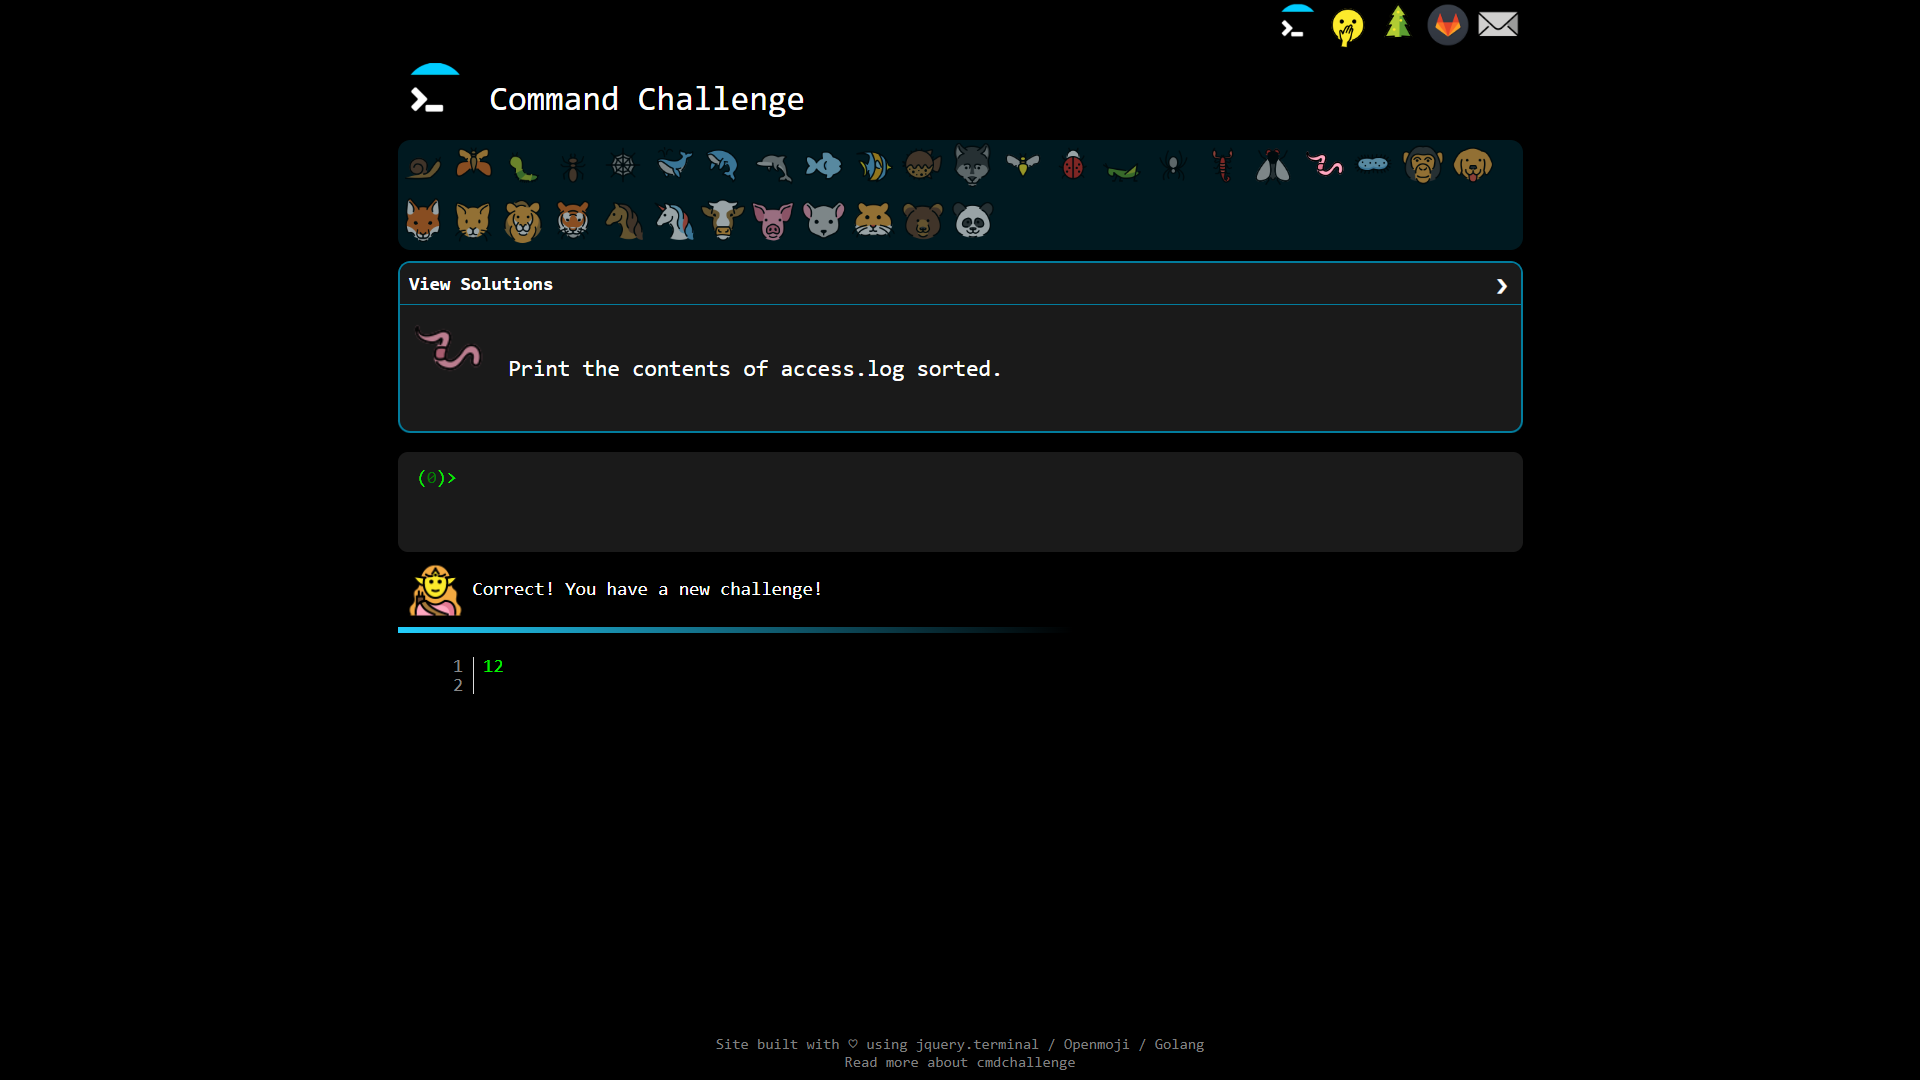 Command Challenge
View Solutions
Print the contents of access.log sorted.
(0)>
Correct! You have a new challenge!
1 12
2
Site built with ♡ using jquery.terminal / Openmoji / Golang
Read more about cmdchallenge